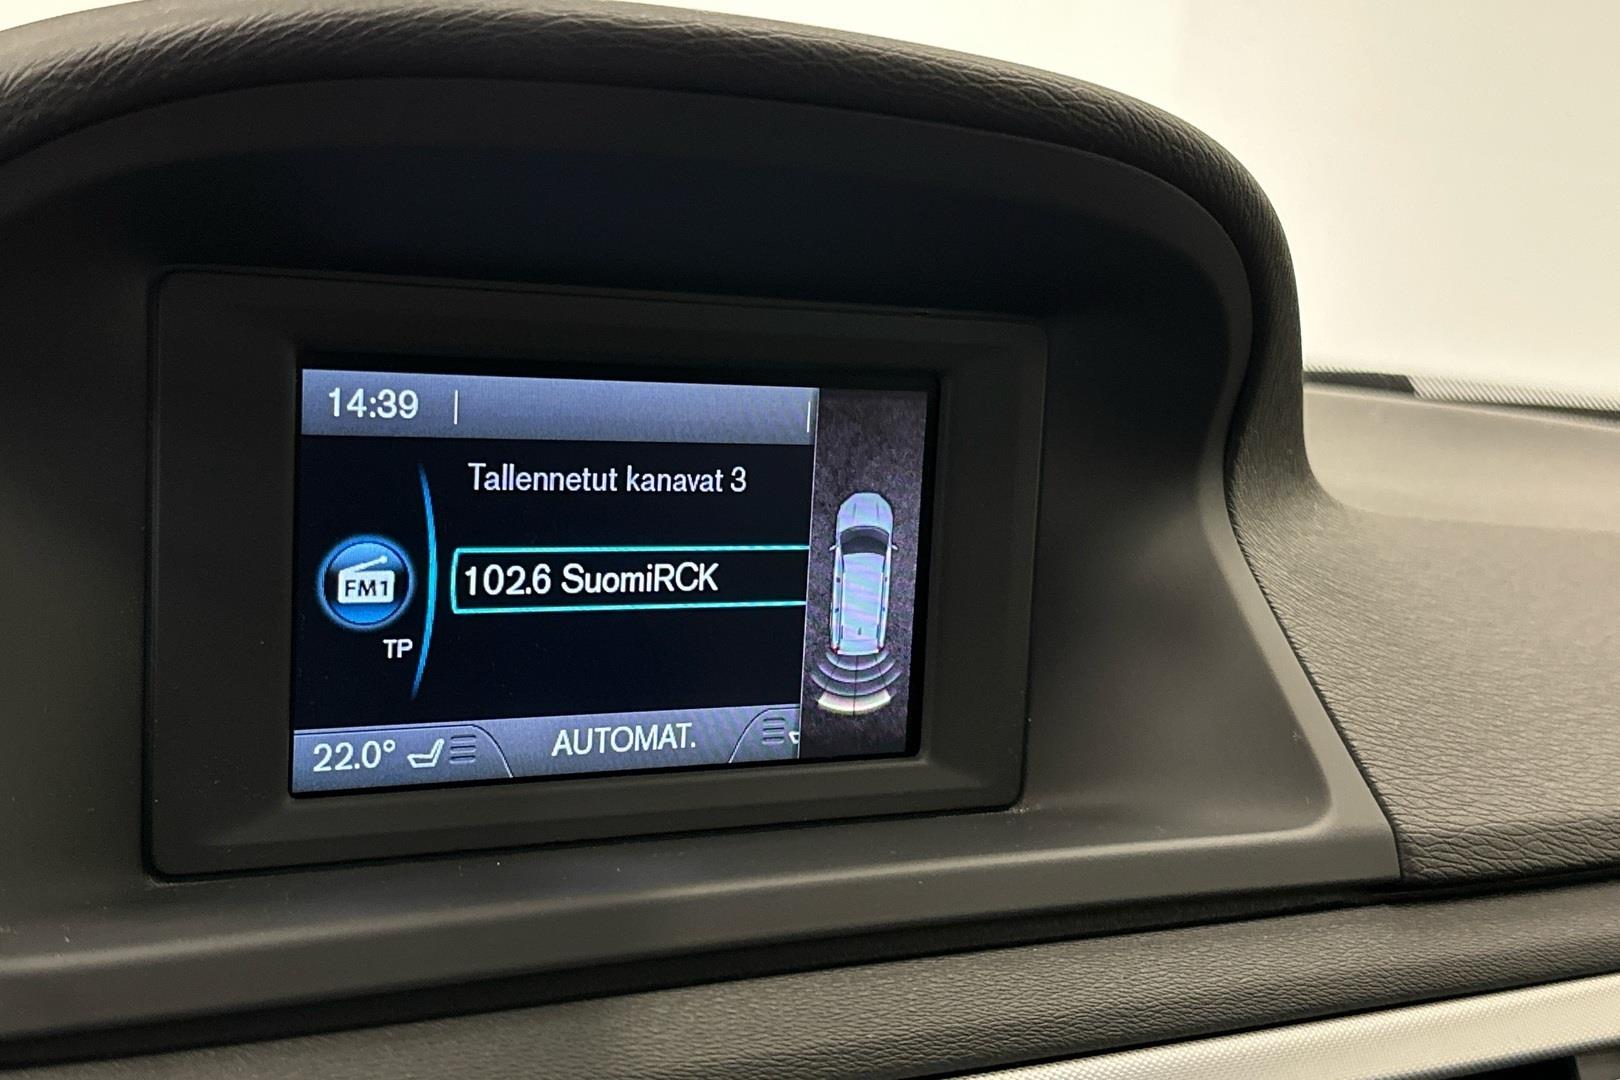 14:39
Tallennetut kanavat 3
FM1
102.6 SuomiRCK
TP
22.0°
AUTOMAT.